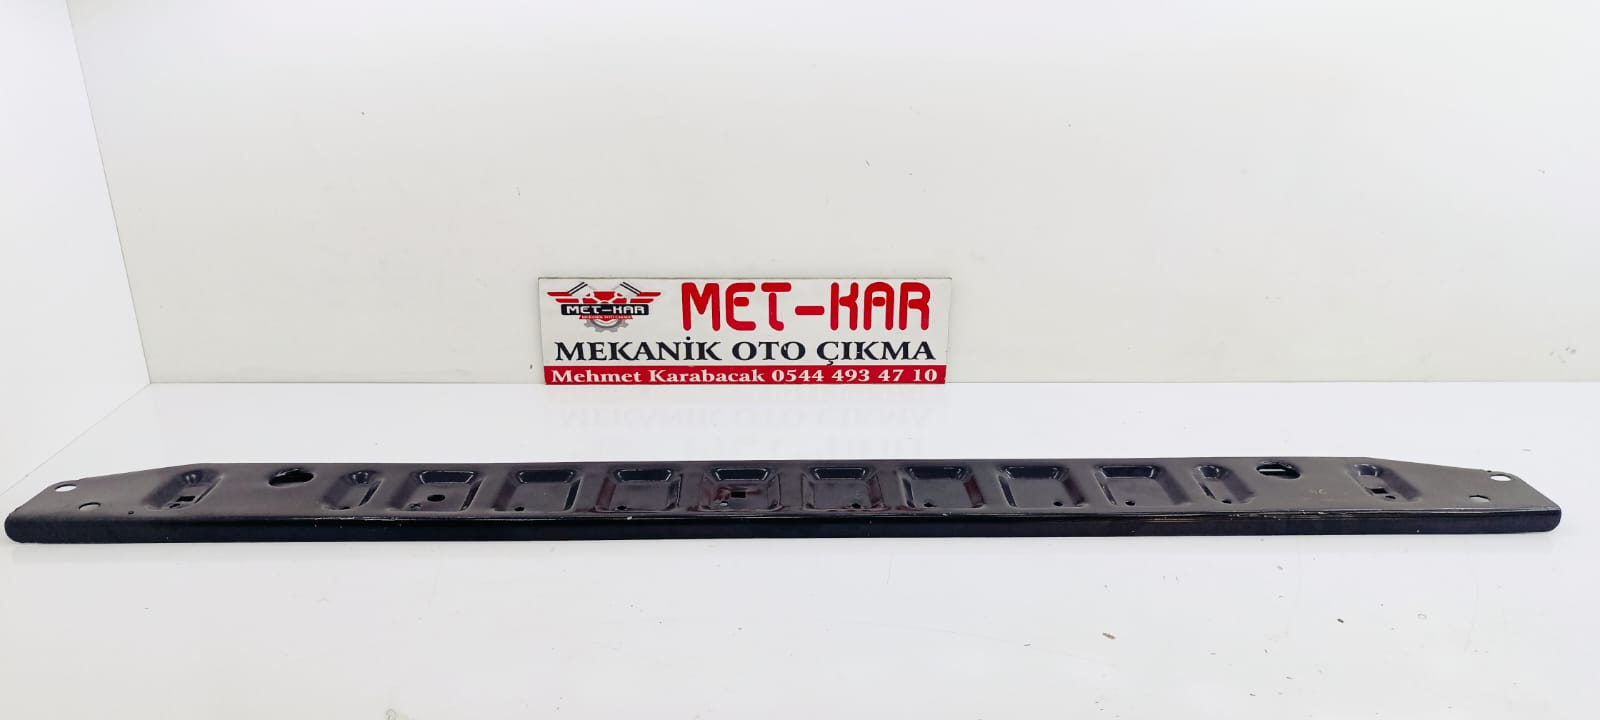 MET-KAR
MET-KAR
MEKANİK OTO ÇIKMA
Mehmet Karabacak 0544 493 47 10